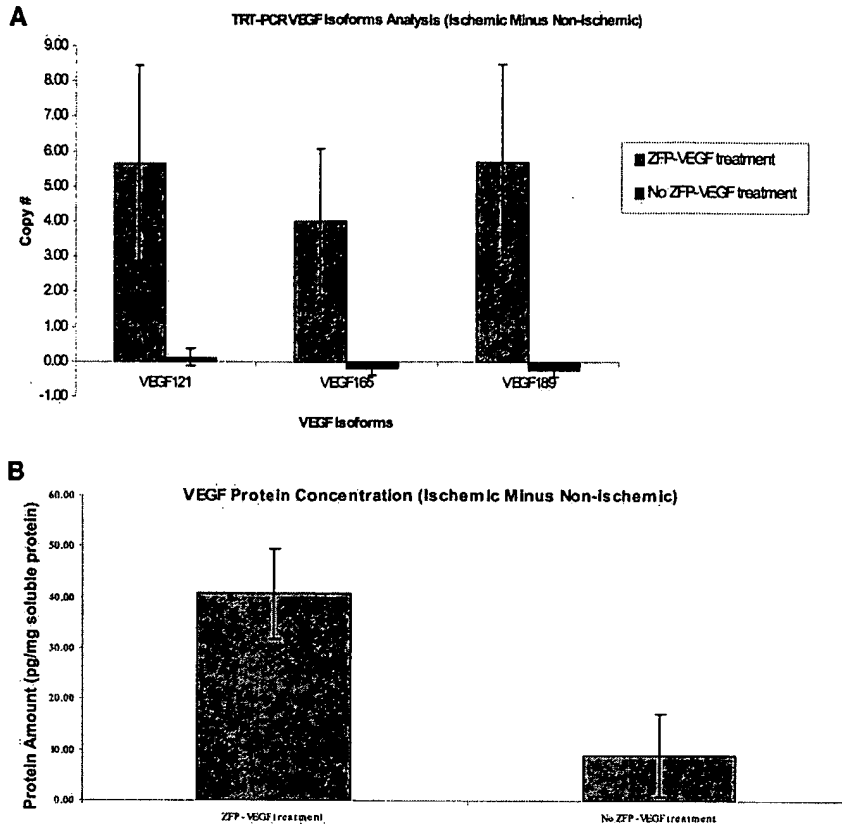 A
TRT-PCR VEGF Isoforms Analysis (Ischemic Minus Non-ischemic)
9.00
8.00
7.00
6.00
5.00
4.00
3.00
2.00
1.00
0.00
-1.00
Copy #
VEGF121
VEGF165
VEGF189
VEGF Isoforms
ZFP-VEGF treatment
No ZFP-VEGF treatment
B
VEGF Protein Concentration (Ischemic Minus Non-ischemic)
60.00
50.00
40.00
30.00
20.00
10.00
0.00
Protein Amount (pg/mg soluble protein)
ZFP-VEGF treatment
No ZFP-VEGF treatment